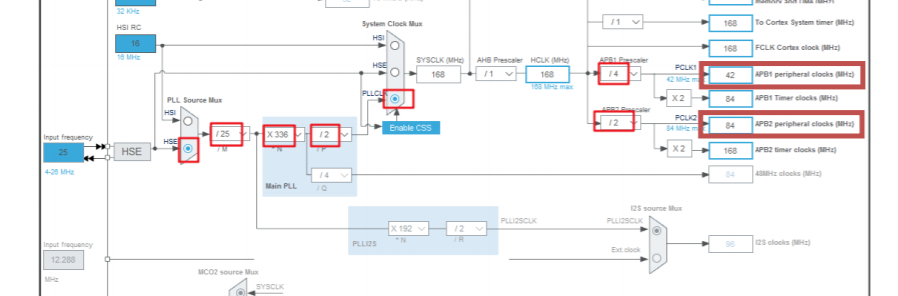 memory and DMA (MHz)
32 KHz
/ 1
168
To Cortex System timer (MHz)
HSI RC
16
16 MHz
System Clock Mux
HSI
168
FCLK Cortex clock (MHz)
HSE
SYSCLK (MHz)
AHB Prescaler
HCLK (MHz)
APB1 Prescaler
PCLK1
168
/ 1
168
/ 4
42
APB1 peripheral clocks (MHz)
168 MHz max
42 MHz max
PLLCLK
X 2
84
APB1 Timer clocks (MHz)
PLL Source Mux
HSI
APB2 Prescaler
PCLK2
/ 2
84
APB2 peripheral clocks (MHz)
Enable CSS
84 MHz max
Input frequency
HSE
/ 25
X 336
/ 2
25
HSE
/ M
* N
/ P
X 2
168
APB2 timer clocks (MHz)
4-26 MHz
/ 4
84
48MHz clocks (MHz)
Main PLL
/ Q
I2S source Mux
PLLI2SCLK
PLLI2SCLK
X 192
/ 2
PLLI2S
* N
/ R
Input frequency
96
I2S clocks (MHz)
12.288
Ext.clock
MHz
MCO2 source Mux
SYSCLK